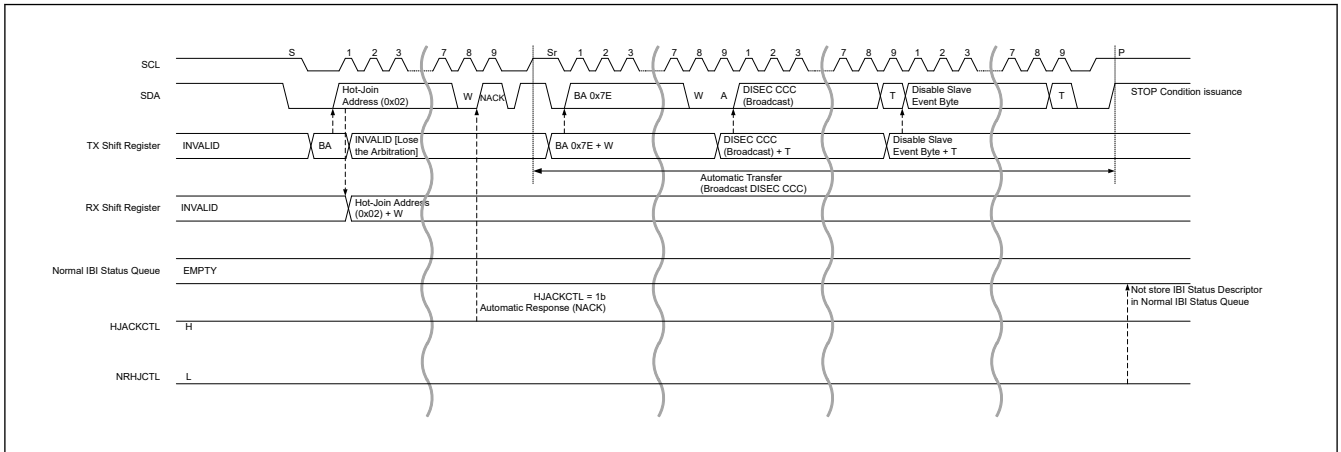 S 1 2 3 7 8 9 Sr 1 2 3 7 8 9 1 2 3 7 8 9 1 2 3 7 8 9 P
SCL
SDA
Hot-Join
Address (0x02)
W
NACK
BA 0x7E
W A
DISEC CCC
(Broadcast)
T
Disable Slave
Event Byte
T
STOP Condition issuance
TX Shift Register
INVALID
BA
INVALID [Lose
the Arbitration]
BA 0x7E + W
DISEC CCC
(Broadcast) + T
Disable Slave
Event Byte + T
Automatic Transfer
(Broadcast DISEC CCC)
RX Shift Register
INVALID
Hot-Join Address
(0x02) + W
Normal IBI Status Queue
EMPTY
Not store IBI Status Descriptor
in Normal IBI Status Queue
HJACKCTL = 1b
Automatic Response (NACK)
HJACKCTL
H
NRHJCTL
L